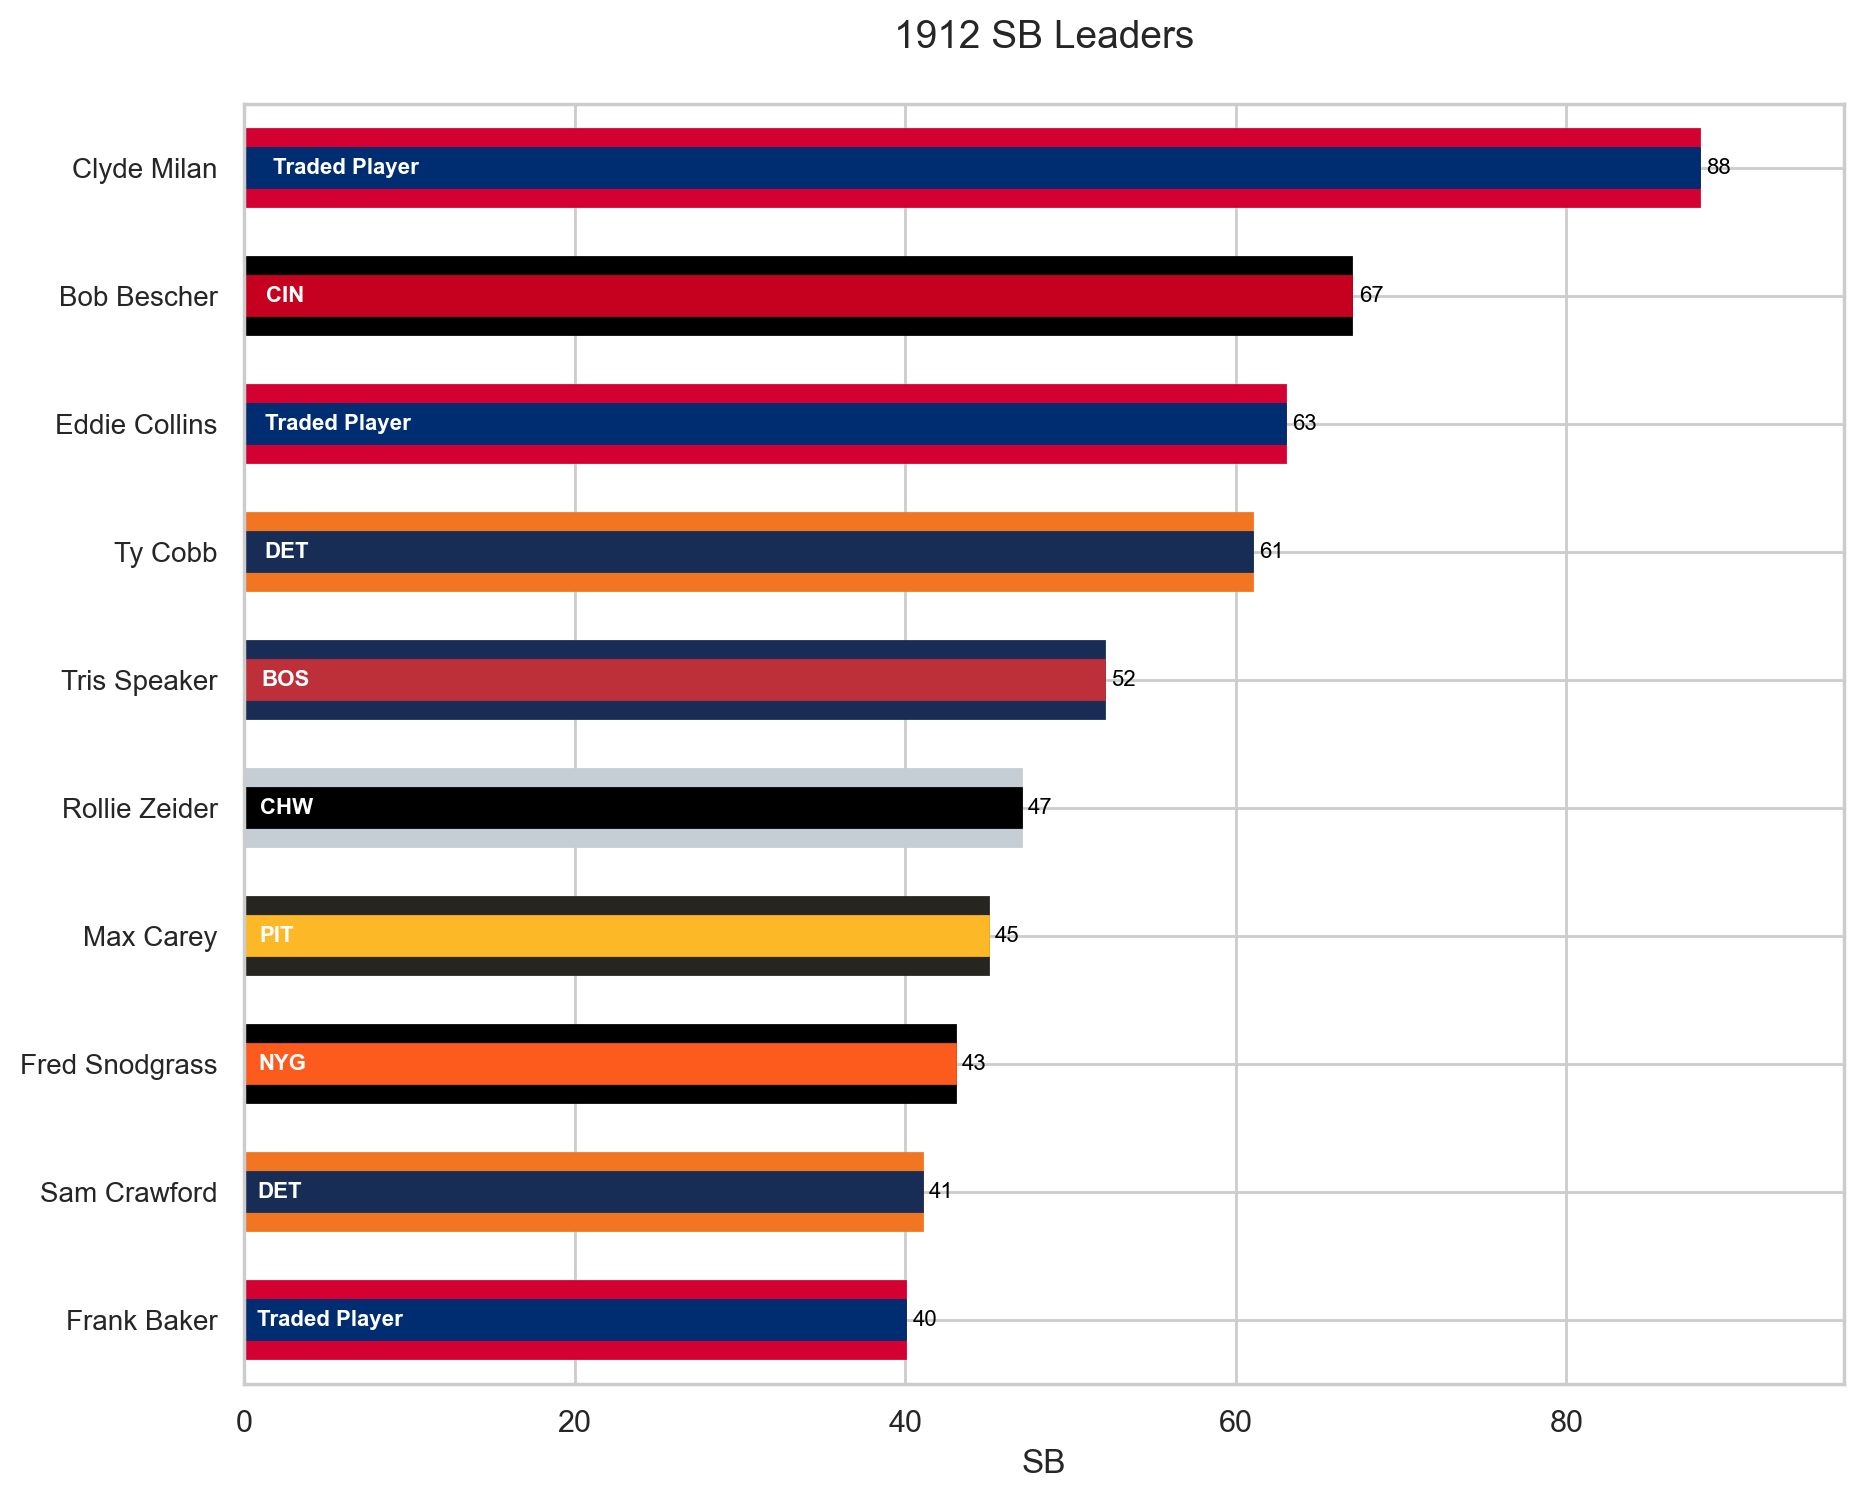 1912 SB Leaders
Clyde Milan
Traded Player
88
Bob Bescher
CIN
67
Eddie Collins
Traded Player
63
Ty Cobb
DET
61
Tris Speaker
BOS
52
Rollie Zeider
CHW
47
Max Carey
PIT
45
Fred Snodgrass
NYG
43
Sam Crawford
DET
41
Frank Baker
Traded Player
40
0 20 40 60 80
SB